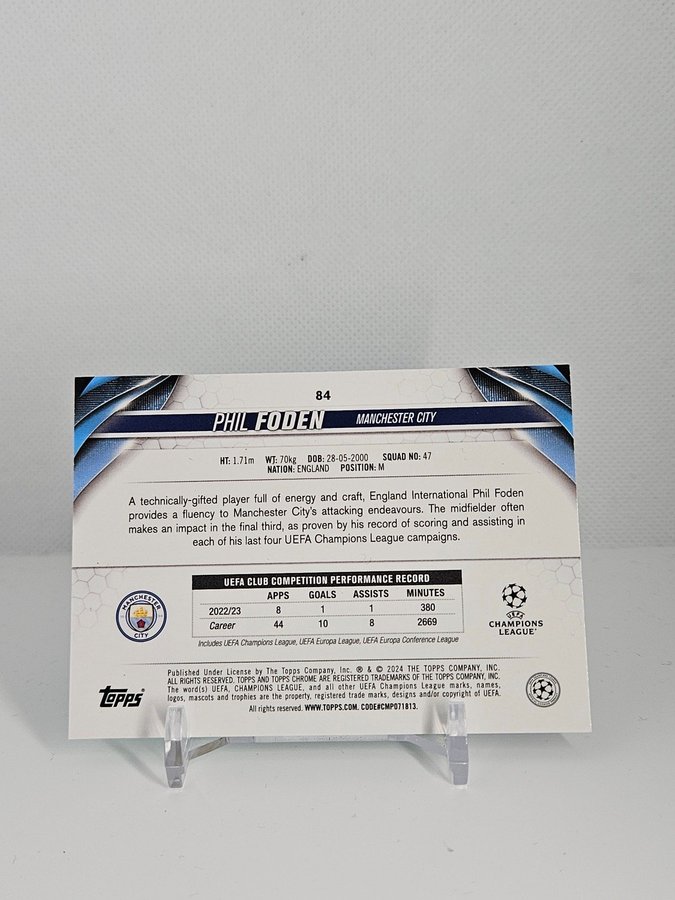 84
PHIL FODEN MANCHESTER CITY
HT: 1.71m WT: 70kg DOB: 28-05-2000 SQUAD NO: 47
NATION: ENGLAND POSITION: M
A technically-gifted player full of energy and craft, England International Phil Foden
provides a fluency to Manchester City's attacking endeavours. The midfielder often
makes an impact in the final third, as proven by his record of scoring and assisting in
each of his last four UEFA Champions League campaigns.
UEFA CLUB COMPETITION PERFORMANCE RECORD
APPS GOALS ASSISTS MINUTES
2022/23 8 1 1 380
Career 44 10 8 2669
Includes UEFA Champions League, UEFA Europa League, UEFA Europa Conference League
MANCHESTER
CITY
UEFA
CHAMPIONS
LEAGUE
Published Under License by The Topps Company, Inc. ® & © 2024 THE TOPPS COMPANY, INC.
ALL RIGHTS RESERVED. TOPPS AND TOPPS CHROME ARE REGISTERED TRADEMARKS OF THE TOPPS COMPANY, INC.
The word(s) UEFA, CHAMPIONS LEAGUE, and all other UEFA Champions League marks, names,
logos, mascots and trophies are the property, registered trade marks, designs and/or copyright of UEFA.
All rights reserved. WWW.TOPPS.COM. CODE#CMP071813.
topps